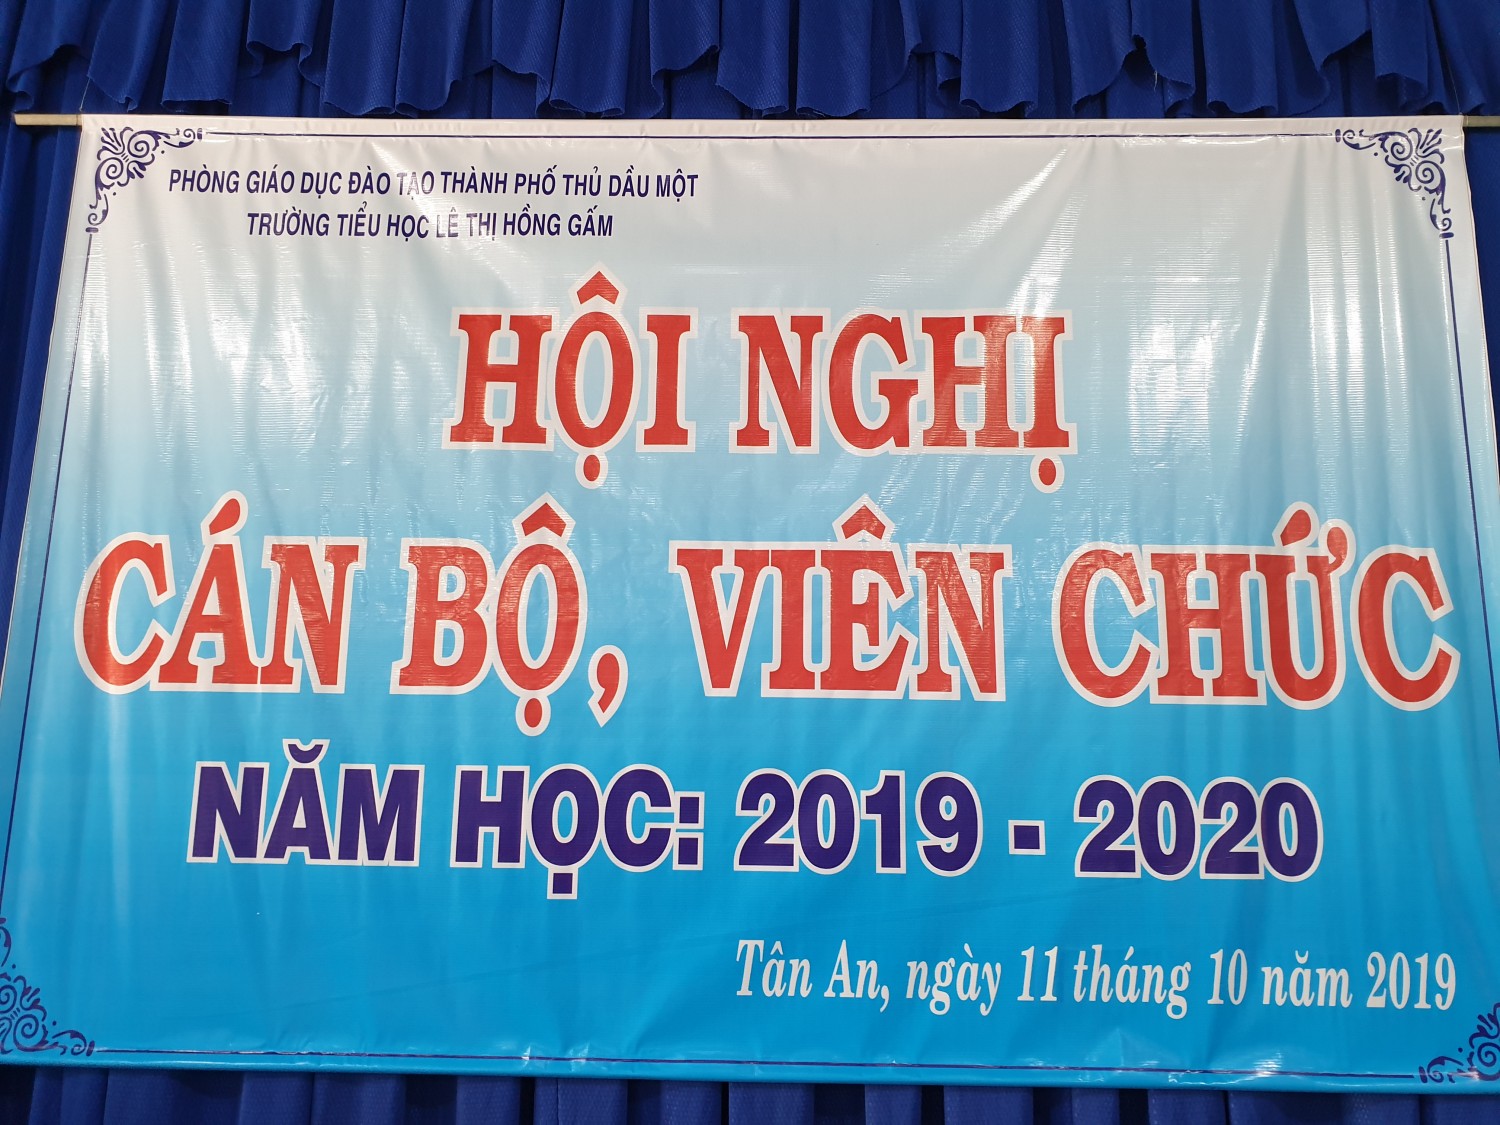 PHÒNG GIÁO DỤC ĐÀO TẠO THÀNH PHỐ THỦ DẦU MỘT
TRƯỜNG TIỂU HỌC LÊ THỊ HỒNG GẤM
HỘI NGHỊ
CÁN BỘ, VIÊN CHỨC
NĂM HỌC: 2019 - 2020
Tân An, ngày 11 tháng 10 năm 2019